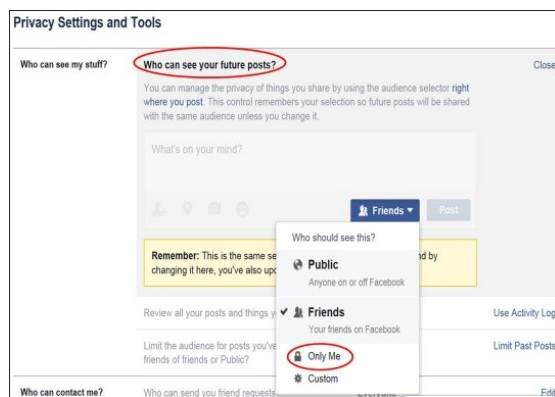 Privacy Settings and Tools
Who can see my stuff?
Who can see your future posts?
Close
You can manage the privacy of things you share by using the audience selector right
where you post. This control remembers your selection so future posts will be shared
with the same audience unless you change it.
What's on your mind?
Friends
Post
Who should see this?
Remember: This is the same se
nd by
changing it here, you've also upd
Public
Anyone on or off Facebook
Friends
Your friends on Facebook
Review all your posts and things y
Use Activity Log
Limit the audience for posts you've
Limit Past Posts
friends of friends or Public?
Only Me
Custom
Who can contact me?
Who can send you friend requests
Everyone
Edit